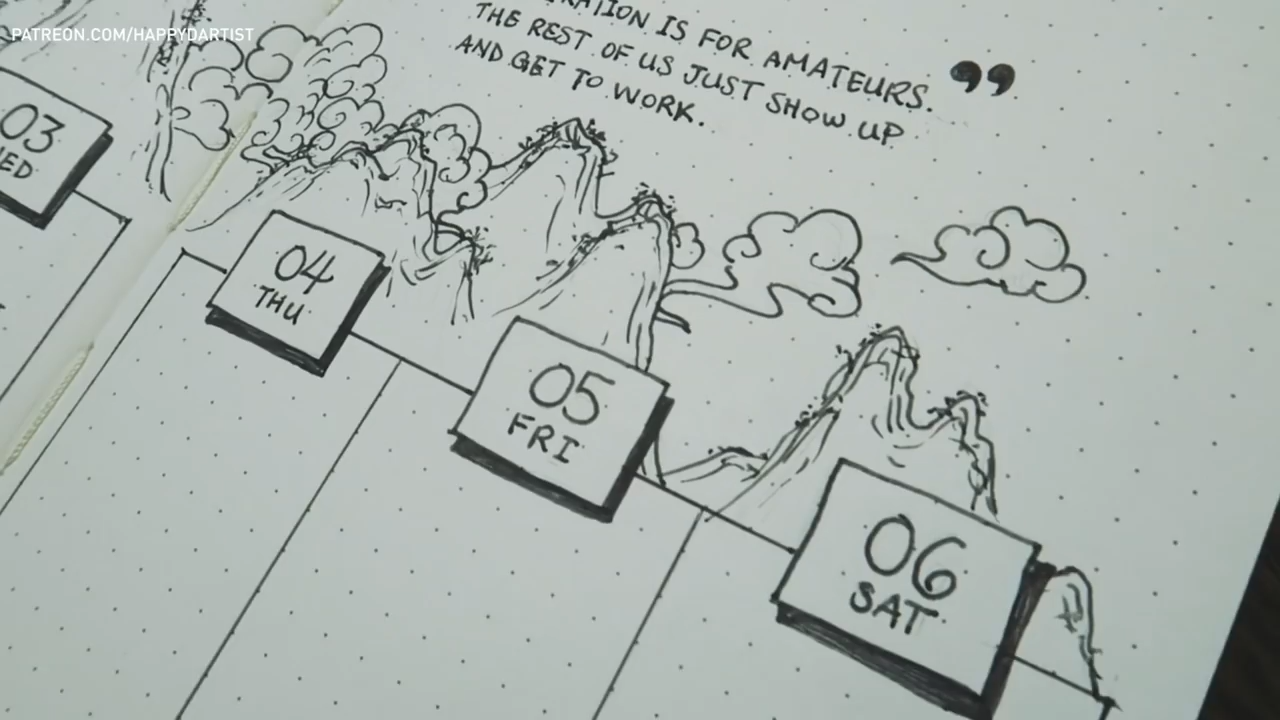 PATREON.COM/HAPPYDARTIST
IS FOR AMATEURS.
THE REST OF US JUST SHOW UP
AND GET TO WORK.
”
03
04
THU
05
FRI
06
SAT